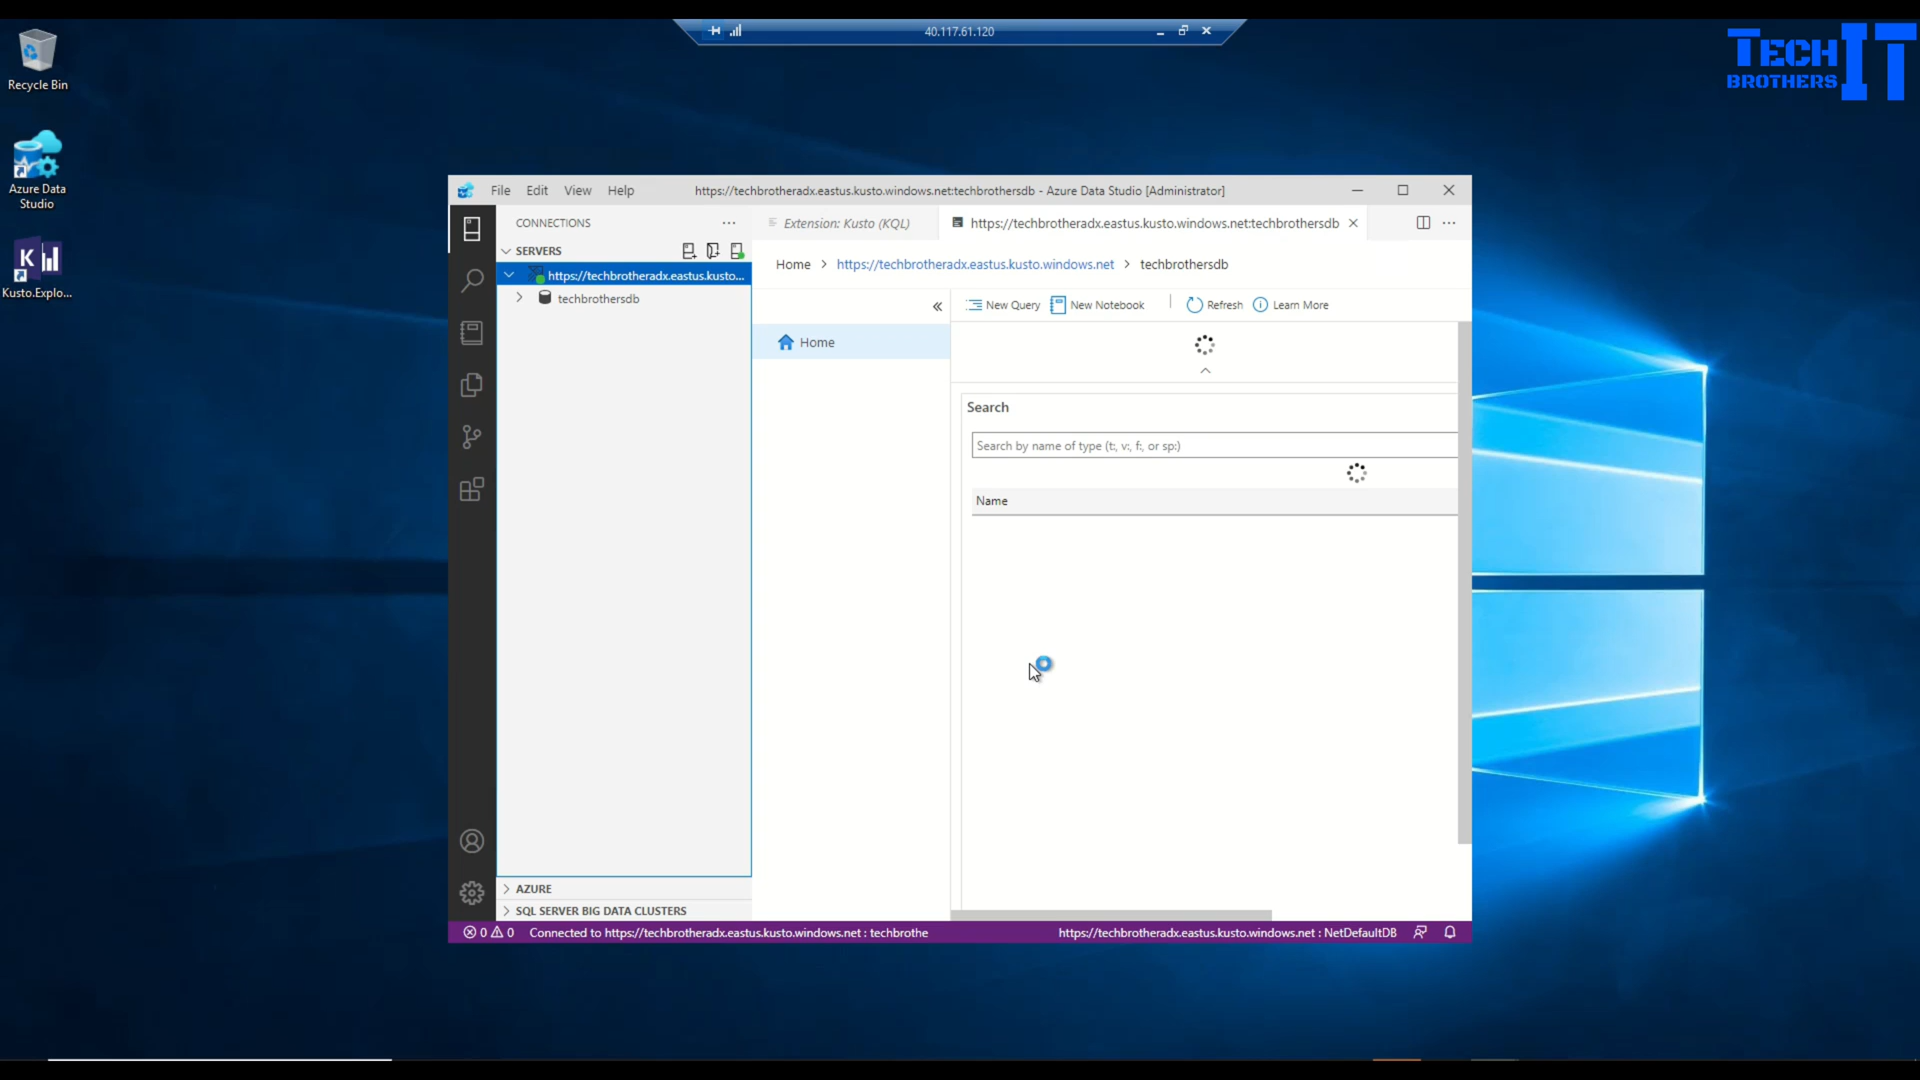 40.117.61.120
TECH
BROTHERS
IT
Recycle Bin
Azure Data
Studio
Kusto.Explo...
File Edit View Help
https://techbrotheradx.eastus.kusto.windows.net:techbrothersdb - Azure Data Studio [Administrator]
CONNECTIONS
Extension: Kusto (KQL)
https://techbrotheradx.eastus.kusto.windows.net:techbrothersdb
SERVERS
https://techbrotheradx.eastus.kusto...
techbrothersdb
Home > https://techbrotheradx.eastus.kusto.windows.net > techbrothersdb
New Query New Notebook Refresh Learn More
Home
Search
Search by name of type (t:, v:, f:, or sp:)
Name
AZURE
SQL SERVER BIG DATA CLUSTERS
0 0 Connected to https://techbrotheradx.eastus.kusto.windows.net : techbrothe
https://techbrotheradx.eastus.kusto.windows.net : NetDefaultDB